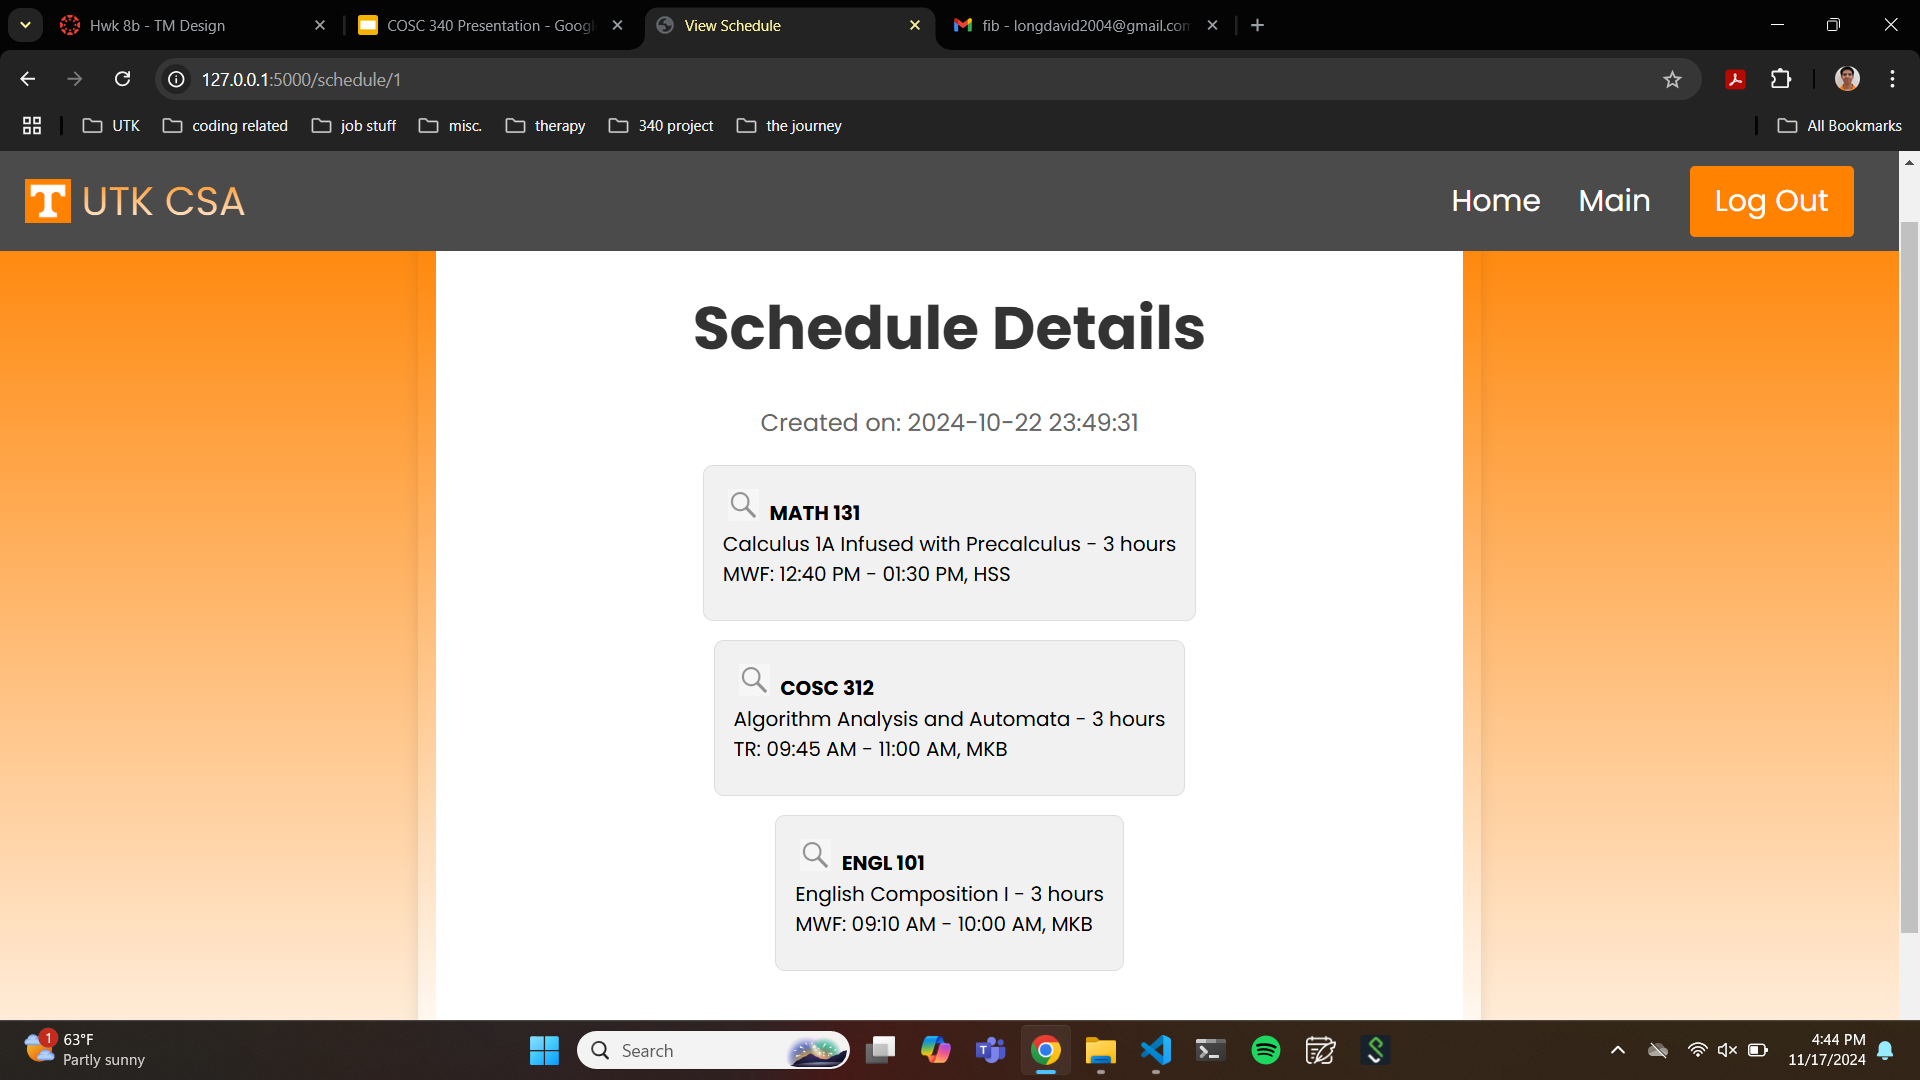 Hwk 8b - TM Design
COSC 340 Presentation - Googl
View Schedule
fib - longdavid2004@gmail.con
127.0.0.1:5000/schedule/1
UTK
coding related
job stuff
misc.
therapy
340 project
the journey
All Bookmarks
T UTK CSA
Home
Main
Log Out
Schedule Details
Created on: 2024-10-22 23:49:31
MATH 131
Calculus 1A Infused with Precalculus - 3 hours
MWF: 12:40 PM - 01:30 PM, HSS
COSC 312
Algorithm Analysis and Automata - 3 hours
TR: 09:45 AM - 11:00 AM, MKB
ENGL 101
English Composition I - 3 hours
MWF: 09:10 AM - 10:00 AM, MKB
1
63°F
Partly sunny
Search
4:44 PM
11/17/2024